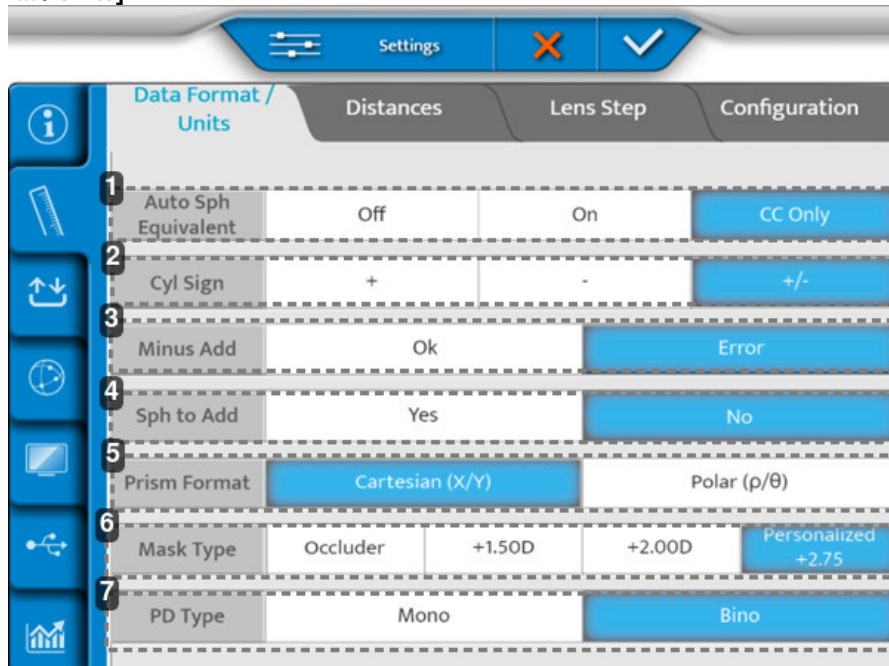 Settings
Data Format /
Units
Distances
Lens Step
Configuration
1
Auto Sph
Equivalent
Off
On
CC Only
2
Cyl Sign
+
-
+/-
3
Minus Add
Ok
Error
4
Sph to Add
Yes
No
5
Prism Format
Cartesian (X/Y)
Polar (ρ/θ)
6
Mask Type
Occluder
+1.50D
+2.00D
Personalized
+2.75
7
PD Type
Mono
Bino